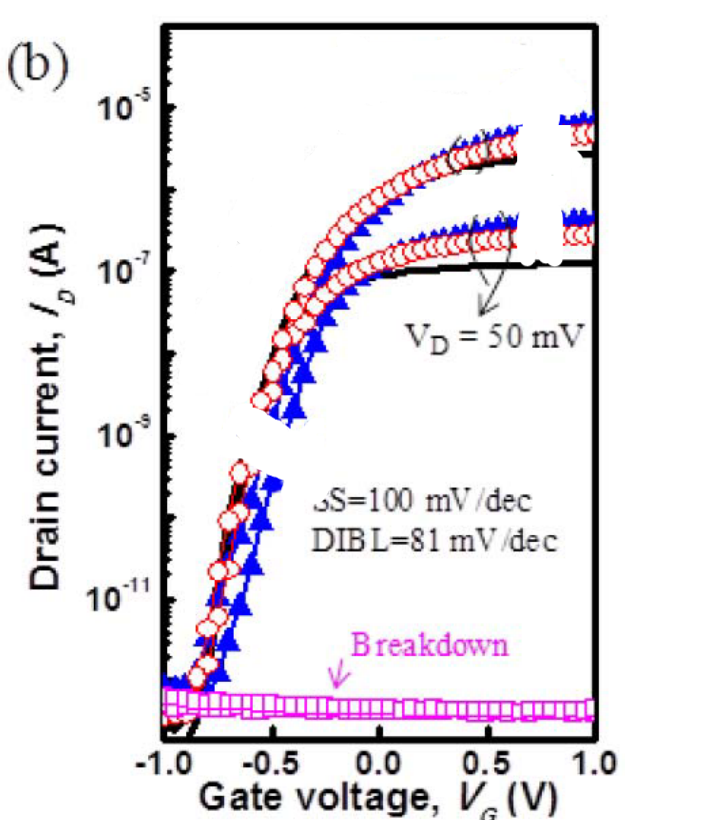 (b)
10⁻⁵
10⁻⁷
10⁻⁹
10⁻¹¹
Drain current, I_D (A)
V_D = 50 mV
SS=100 mV/dec
DIBL=81 mV/dec
Breakdown
-1.0 -0.5 0.0 0.5 1.0
Gate voltage, V_G (V)